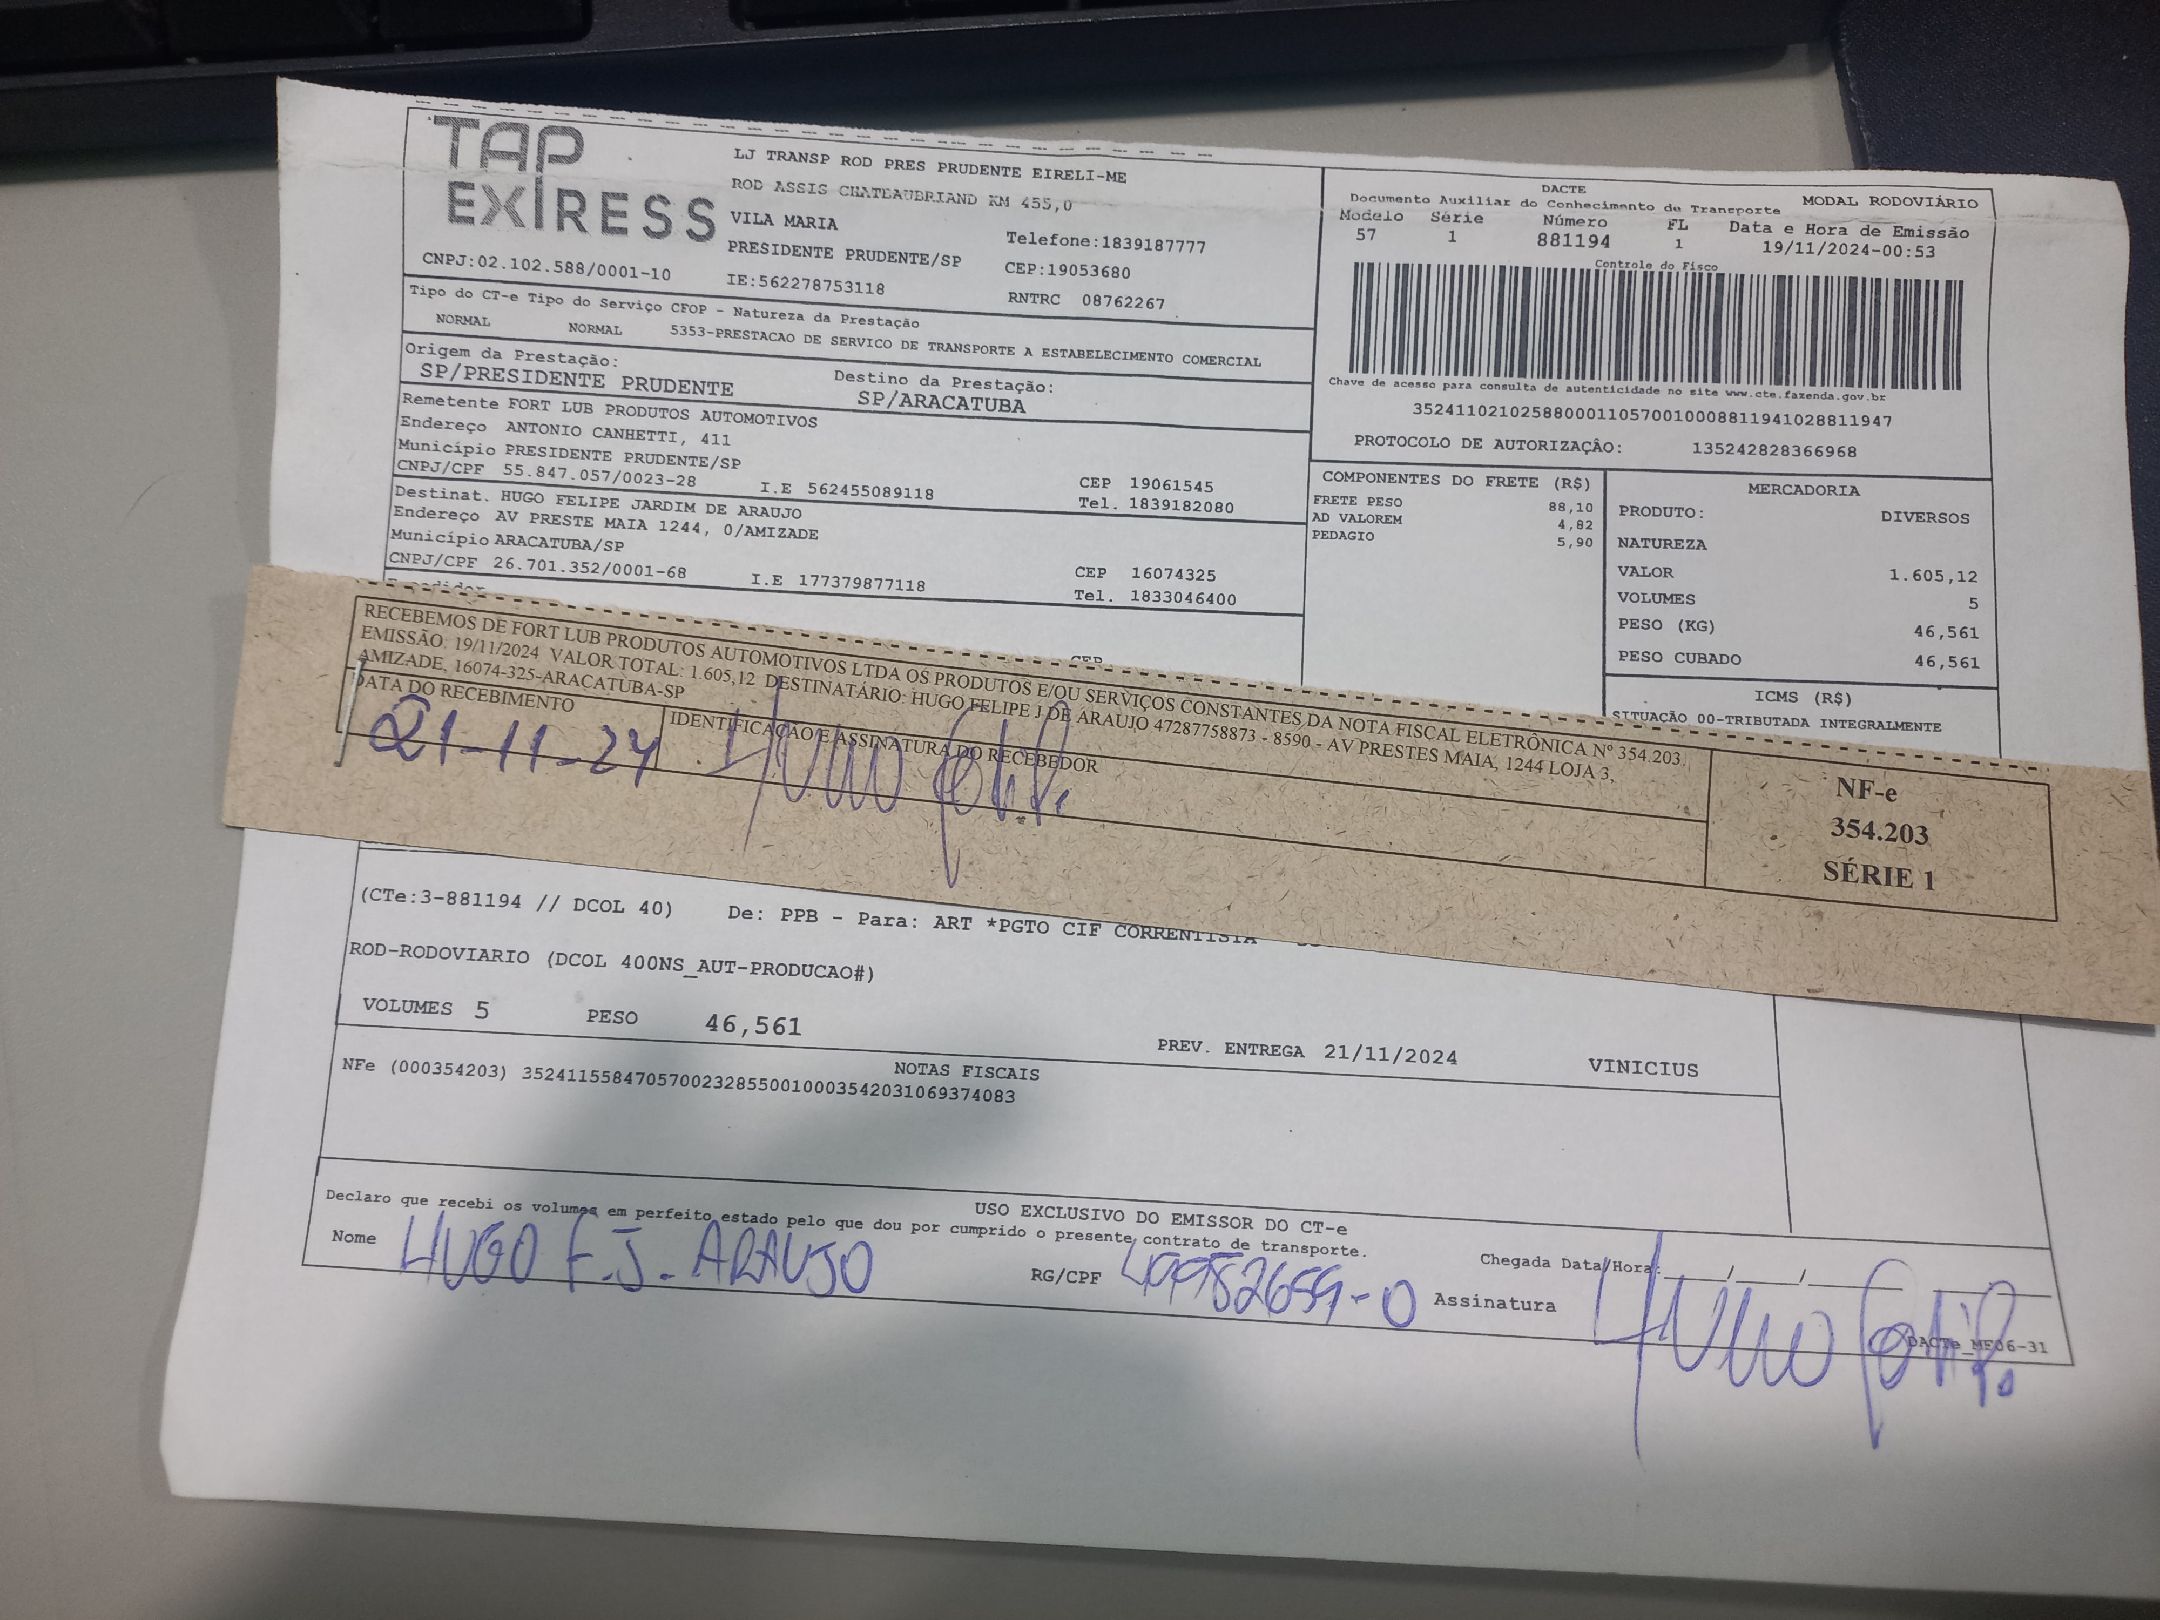 TAP
EXPRESS
LJ TRANSP ROD PRES PRUDENTE EIRELI-ME
ROD ASSIS CHATEAUBRIAND KM 455,0
VILA MARIA
PRESIDENTE PRUDENTE/SP
Telefone:1839187777
CEP:19053680
CNPJ:02.102.588/0001-10
IE:562278753118
RNTRC 08762267
DACTE
MODAL RODOVIÁRIO
Documento Auxiliar do Conhecimento de Transporte
Modelo Série Número FL Data e Hora de Emissão
57 1 881194 1 19/11/2024-00:53
Controle do Fisco
Chave de acesso para consulta de autenticidade no site www.cte.fazenda.gov.br
35241102102588000110570010008811941028811947
PROTOCOLO DE AUTORIZAÇÂO: 135242828366968
Tipo do CT-e Tipo do Serviço CFOP - Natureza da Prestação
NORMAL NORMAL 5353-PRESTACAO DE SERVICO DE TRANSPORTE A ESTABELECIMENTO COMERCIAL
Origem da Prestação:
SP/PRESIDENTE PRUDENTE
Destino da Prestação:
SP/ARACATUBA
Remetente FORT LUB PRODUTOS AUTOMOTIVOS
Endereço ANTONIO CANHETTI, 411
Município PRESIDENTE PRUDENTE/SP
CEP 19061545
CNPJ/CPF 55.847.057/0023-28 I.E 562455089118 Tel. 1839182080
Destinat. HUGO FELIPE JARDIM DE ARAUJO
Endereço AV PRESTE MAIA 1244, 0/AMIZADE
Município ARACATUBA/SP
CEP 16074325
CNPJ/CPF 26.701.352/0001-68 I.E 177379877118 Tel. 1833046400
CEP
COMPONENTES DO FRETE (R$)
FRETE PESO 88,10
AD VALOREM 4,82
PEDAGIO 5,90
MERCADORIA
PRODUTO: DIVERSOS
NATUREZA
VALOR 1.605,12
VOLUMES 5
PESO (KG) 46,561
PESO CUBADO 46,561
ICMS (R$)
SITUAÇÃO 00-TRIBUTADA INTEGRALMENTE
RECEBEMOS DE FORT LUB PRODUTOS AUTOMOTIVOS LTDA OS PRODUTOS E/OU SERVIÇOS CONSTANTES DA NOTA FISCAL ELETRÔNICA Nº 354.203.
EMISSÃO: 19/11/2024 VALOR TOTAL: 1.605,12 DESTINATÁRIO: HUGO FELIPE J DE ARAUJO 47287758873 - 8590 - AV PRESTES MAIA, 1244 LOJA 3,
AMIZADE, 16074-325-ARACATUBA-SP
DATA DO RECEBIMENTO
21-11-24
IDENTIFICAÇÃO E ASSINATURA DO RECEBEDOR
NF-e
354.203
SÉRIE 1
(CTe:3-881194 // DCOL 40) De: PPB - Para: ART *PGTO CIF CORRENTISTA
ROD-RODOVIARIO (DCOL 400NS_AUT-PRODUCAO#)
VOLUMES 5 PESO 46,561
PREV. ENTREGA 21/11/2024 VINICIUS
NOTAS FISCAIS
NFe (000354203) 35241155847057002328550010003542031069374083
USO EXCLUSIVO DO EMISSOR DO CT-e
Declaro que recebi os volumes em perfeito estado pelo que dou por cumprido o presente contrato de transporte.
Chegada Data/Hora: ____/____/______
Nome HUGO F.J. ARAUJO RG/CPF 49982659-0 Assinatura
DACTe_MF06-31